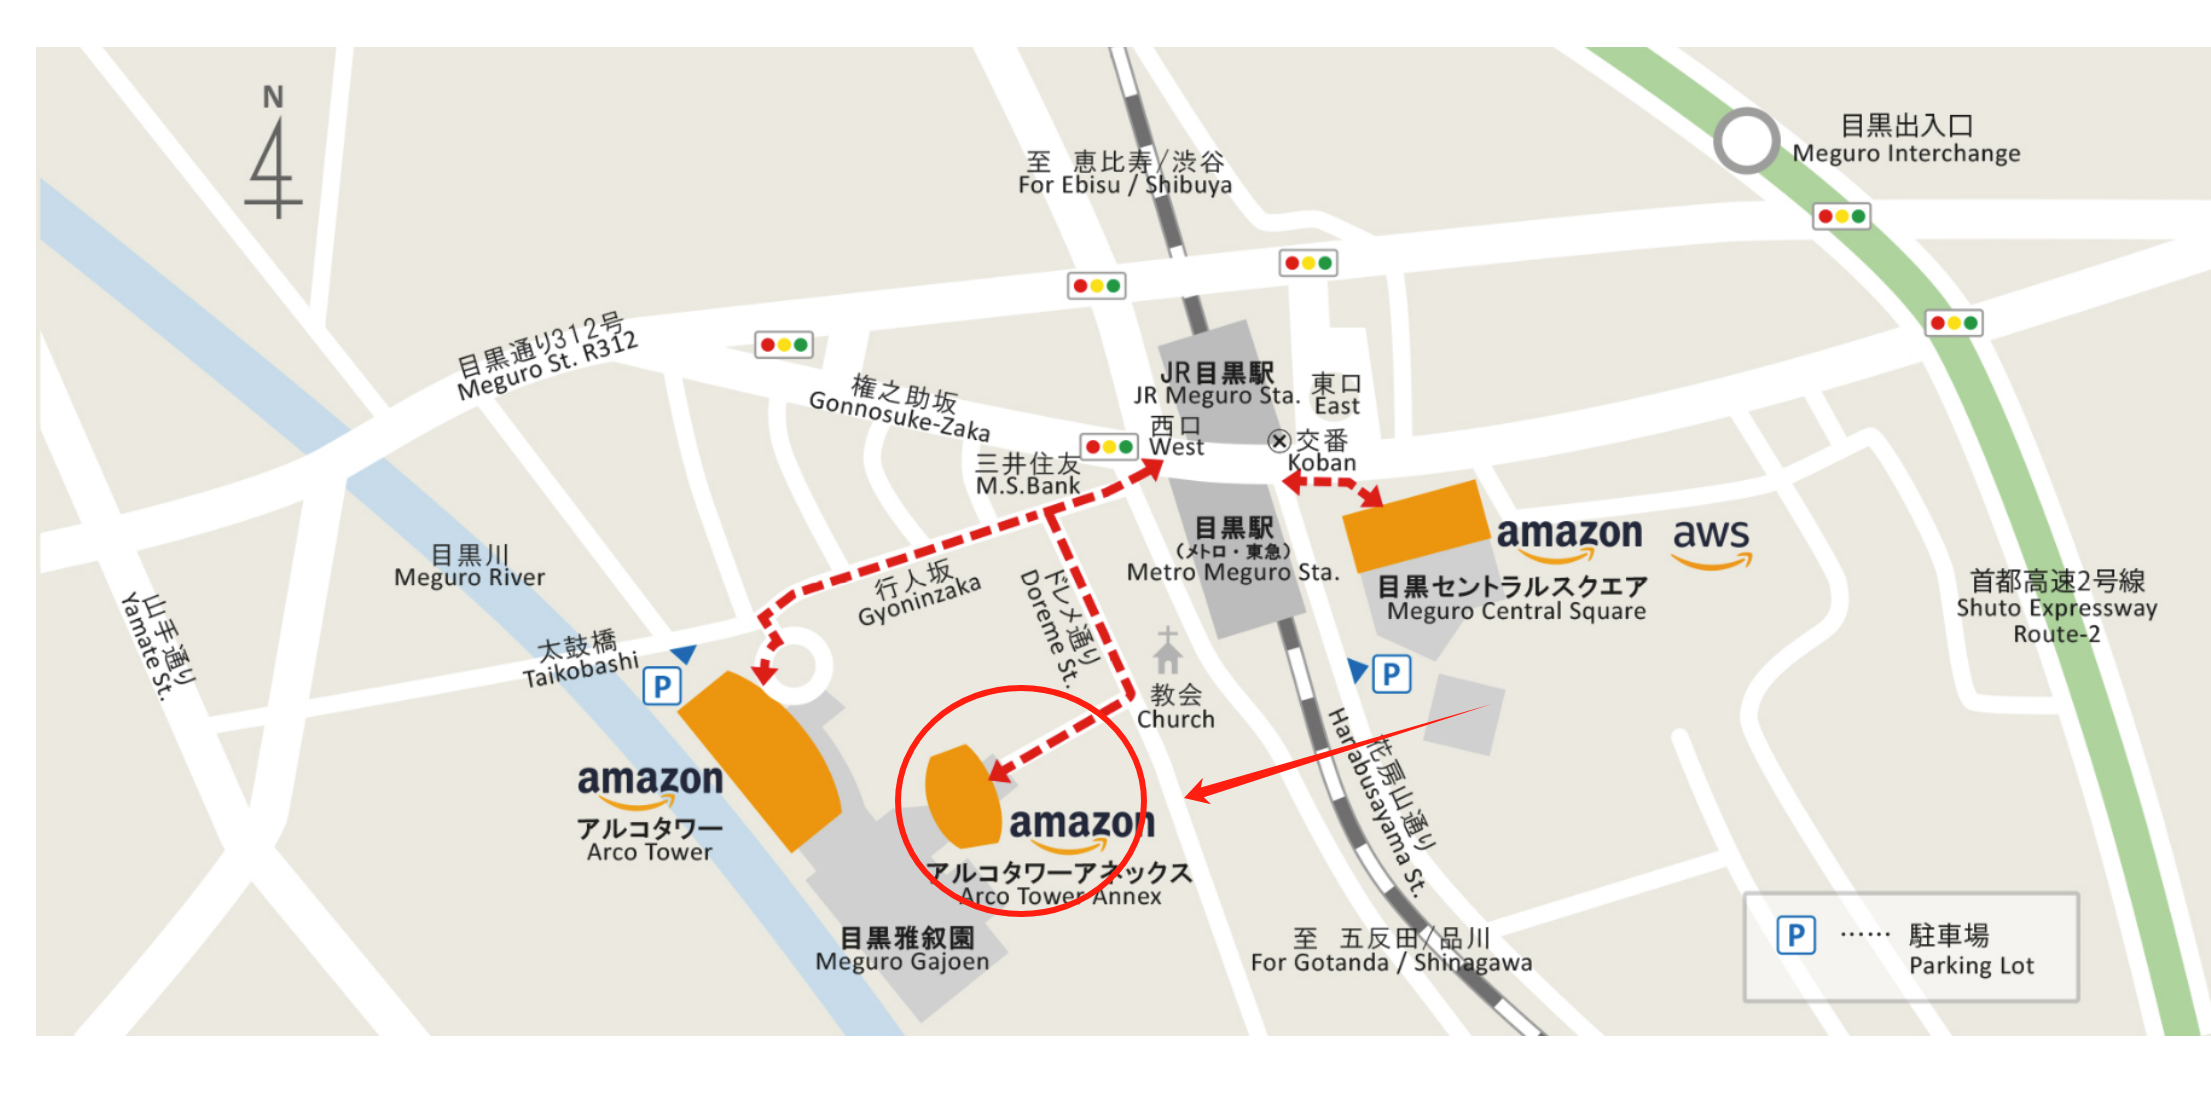 N
目黒出入口
Meguro Interchange
至 恵比寿/渋谷
For Ebisu / Shibuya
目黒通り312号
Meguro St. R312
権之助坂
Gonnosuke-Zaka
JR目黒駅
JR Meguro Sta.
東口
East
西口
West
交番
Koban
三井住友
M.S.Bank
目黒駅
(メトロ・東急)
Metro Meguro Sta.
amazon
aws
目黒セントラルスクエア
Meguro Central Square
目黒川
Meguro River
行人坂
Gyoninzaka
ドレメ通り
Doreme St.
山手通り
Yamate St.
太鼓橋
Taikobashi
P
教会
Church
P
首都高速2号線
Shuto Expressway
Route-2
花房山通り
Hanabusayama St.
amazon
アルコタワー
Arco Tower
amazon
アルコタワーアネックス
Arco Tower Annex
目黒雅叙園
Meguro Gajoen
至 五反田/品川
For Gotanda / Shinagawa
P …… 駐車場
Parking Lot